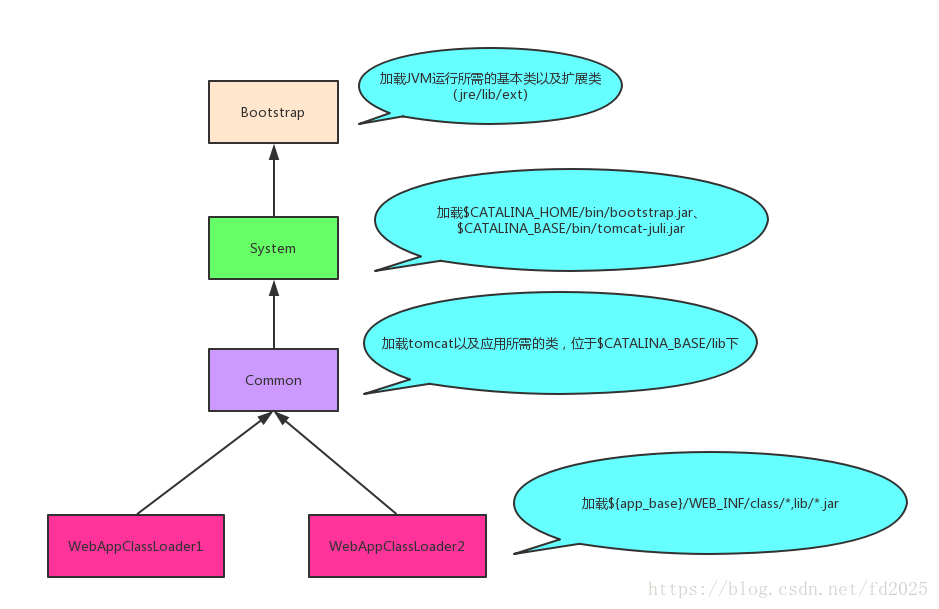 加载JVM运行所需的基本类以及扩展类
(jre/lib/ext)
Bootstrap
加载$CATALINA_HOME/bin/bootstrap.jar、
$CATALINA_BASE/bin/tomcat-juli.jar
System
加载tomcat以及应用所需的类，位于$CATALINA_BASE/lib下
Common
加载${app_base}/WEB_INF/class/*,lib/*.jar
WebAppClassLoader1
WebAppClassLoader2
https://blog.csdn.net/fd2025